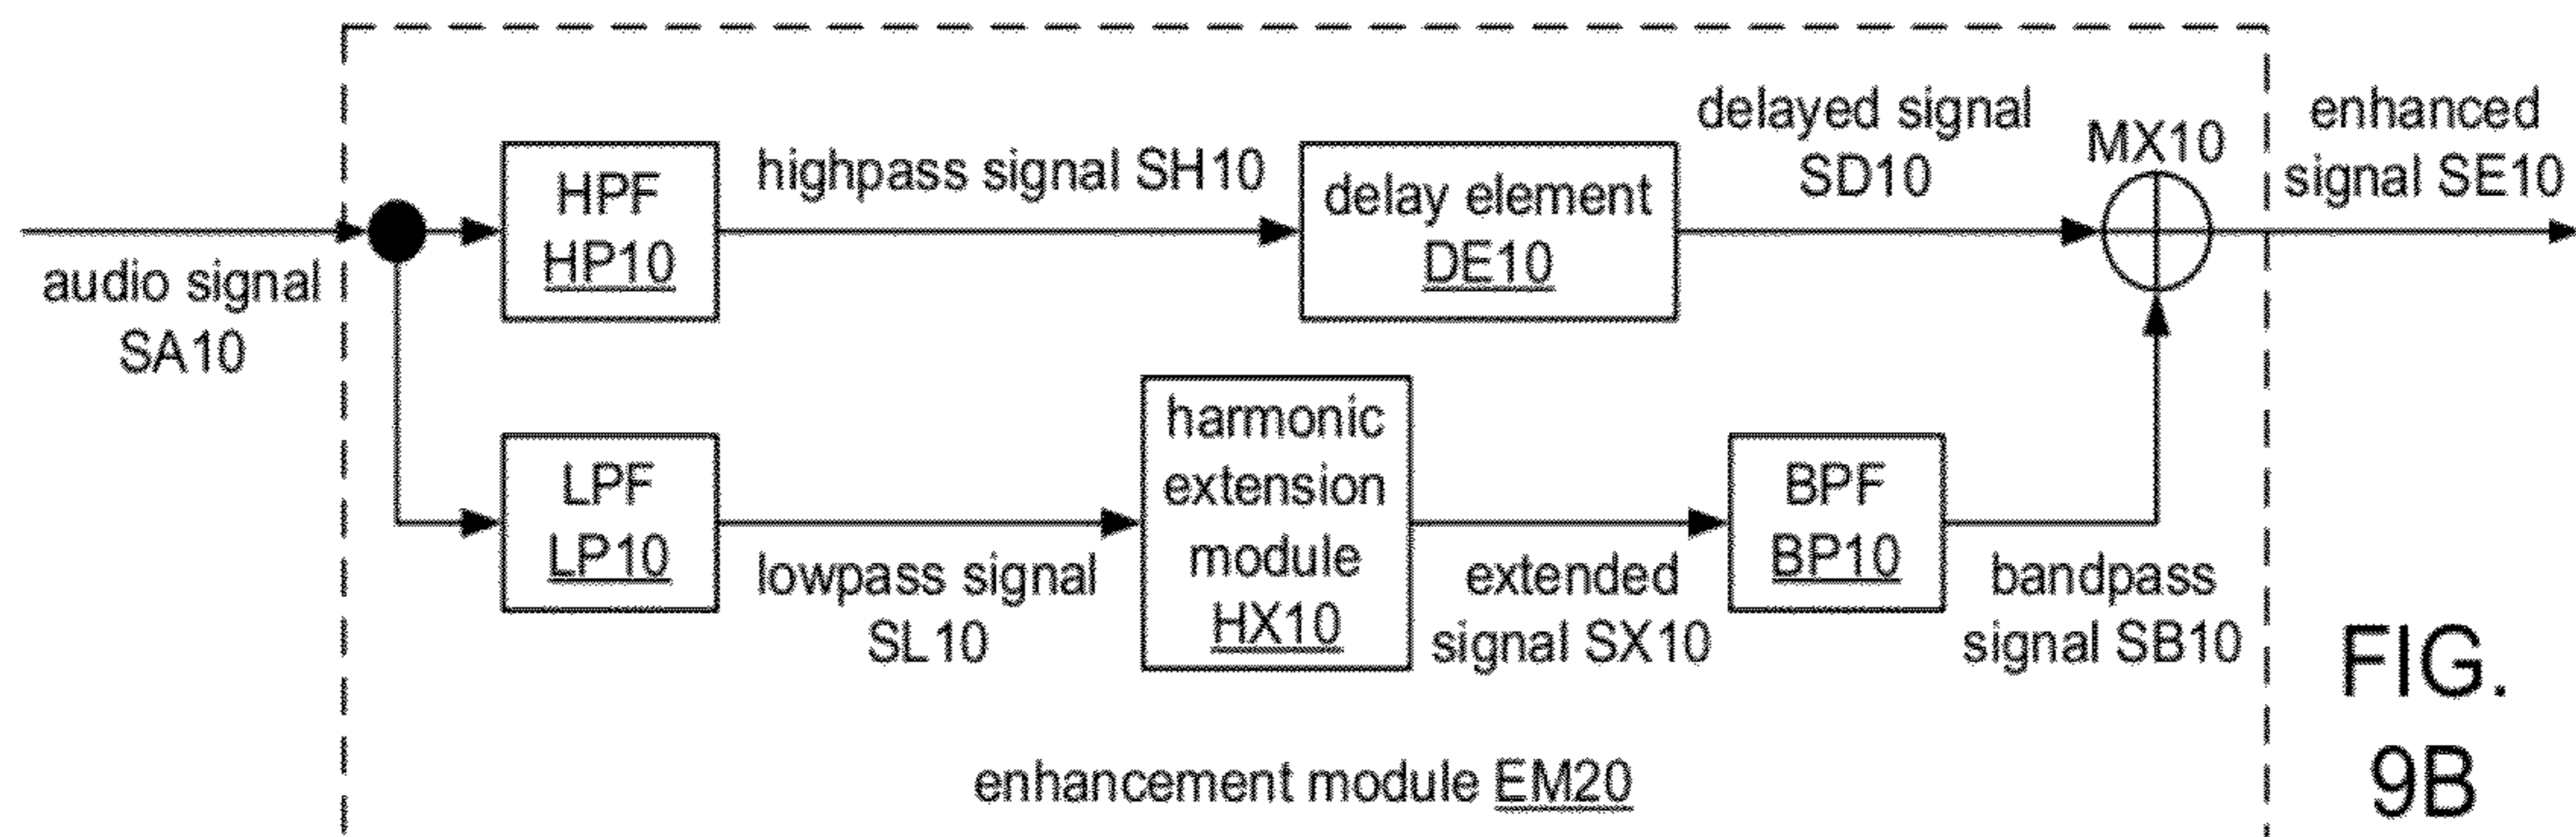 audio signal
SA10
HPF
HP10
highpass signal SH10
delay element
DE10
delayed signal
SD10
MX10
enhanced
signal SE10
LPF
LP10
lowpass signal
SL10
harmonic
extension
module
HX10
extended
signal SX10
BPF
BP10
bandpass
signal SB10
enhancement module EM20
FIG.
9B